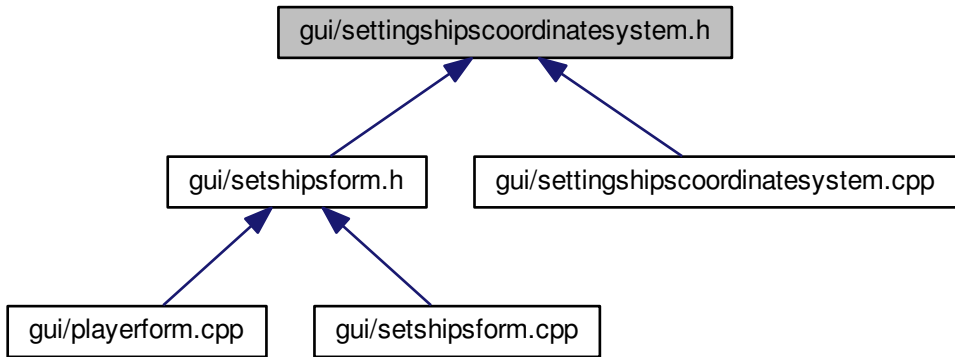 gui/settingshipscoordinatesystem.h
gui/setshipsform.h
gui/settingshipscoordinatesystem.cpp
gui/playerform.cpp
gui/setshipsform.cpp